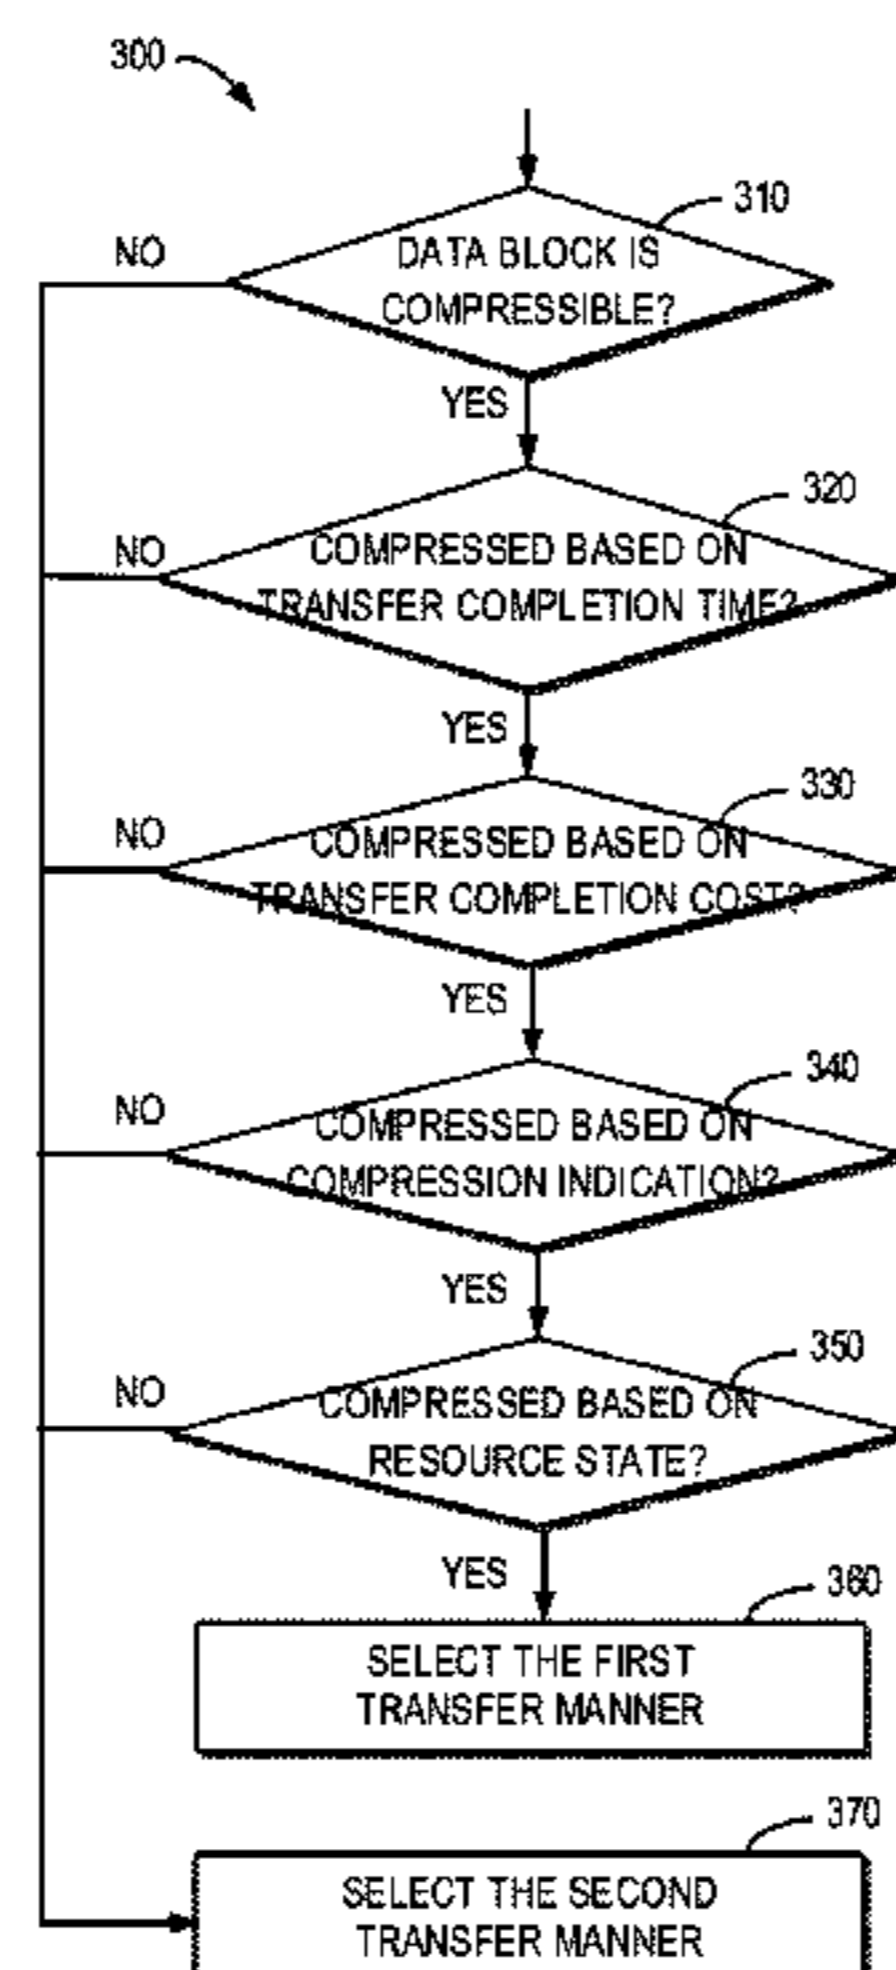 300
310
NO
DATA BLOCK IS
COMPRESSIBLE?
YES
320
NO
COMPRESSED BASED ON
TRANSFER COMPLETION TIME?
YES
330
NO
COMPRESSED BASED ON
TRANSFER COMPLETION COST?
YES
340
NO
COMPRESSED BASED ON
COMPRESSION INDICATION?
YES
350
NO
COMPRESSED BASED ON
RESOURCE STATE?
YES
360
SELECT THE FIRST
TRANSFER MANNER
370
SELECT THE SECOND
TRANSFER MANNER